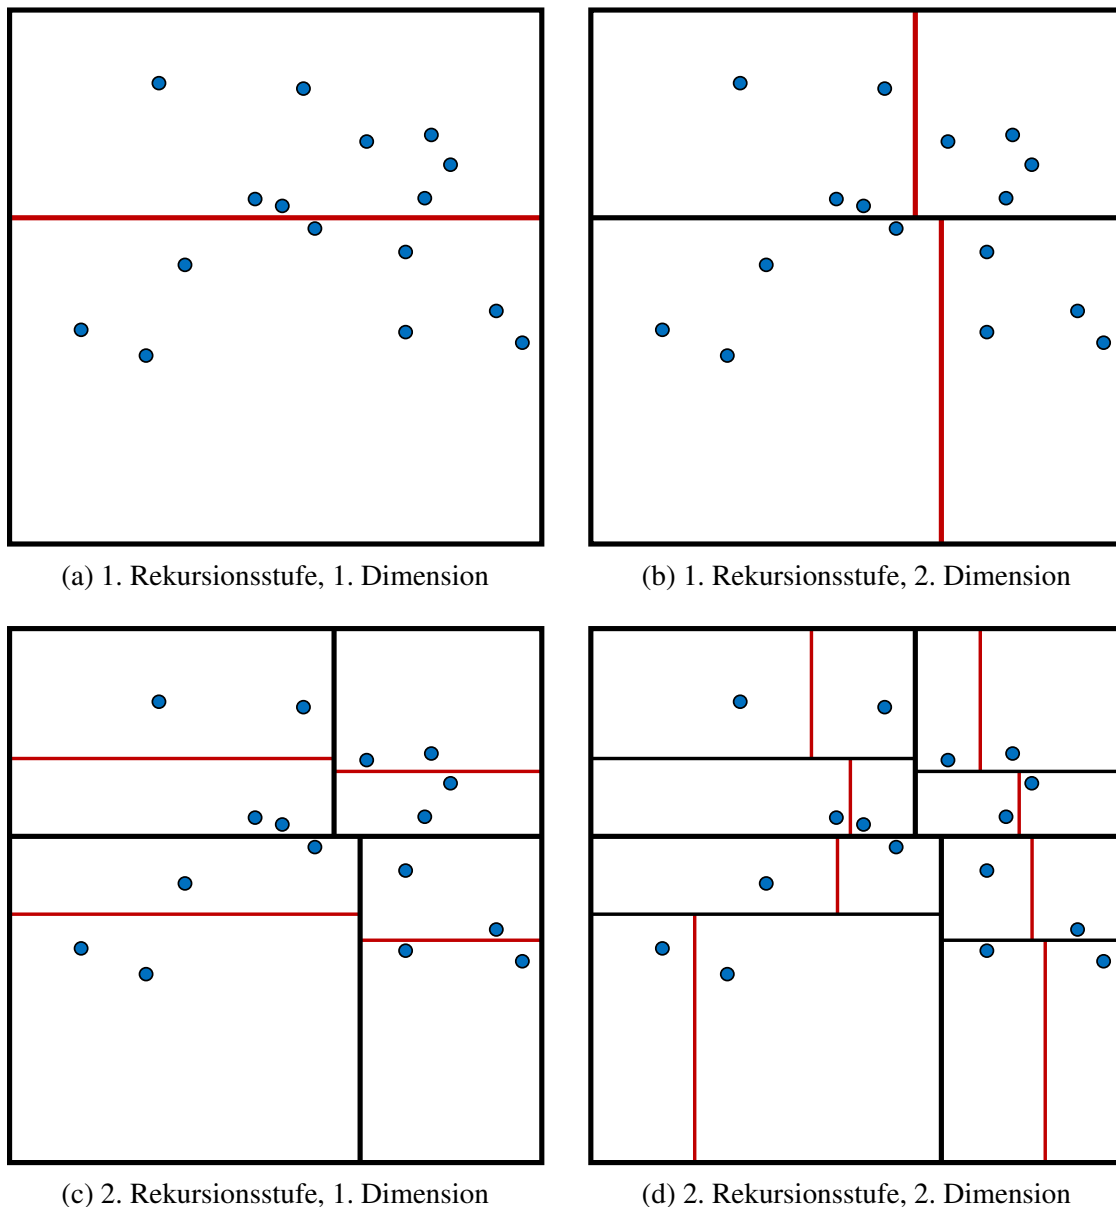 (a) 1. Rekursionsstufe, 1. Dimension
(b) 1. Rekursionsstufe, 2. Dimension
(c) 2. Rekursionsstufe, 1. Dimension
(d) 2. Rekursionsstufe, 2. Dimension